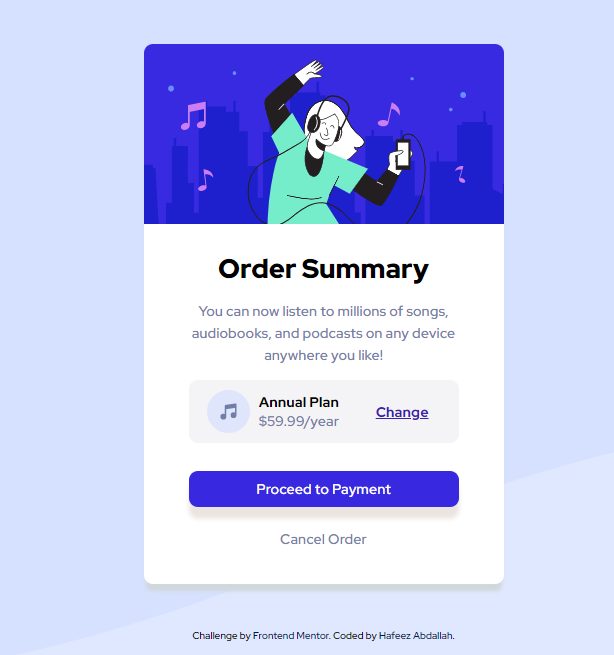 Order Summary
You can now listen to millions of songs,
audiobooks, and podcasts on any device
anywhere you like!
Annual Plan
$59.99/year
Change
Proceed to Payment
Cancel Order
Challenge by Frontend Mentor. Coded by Hafeez Abdallah.